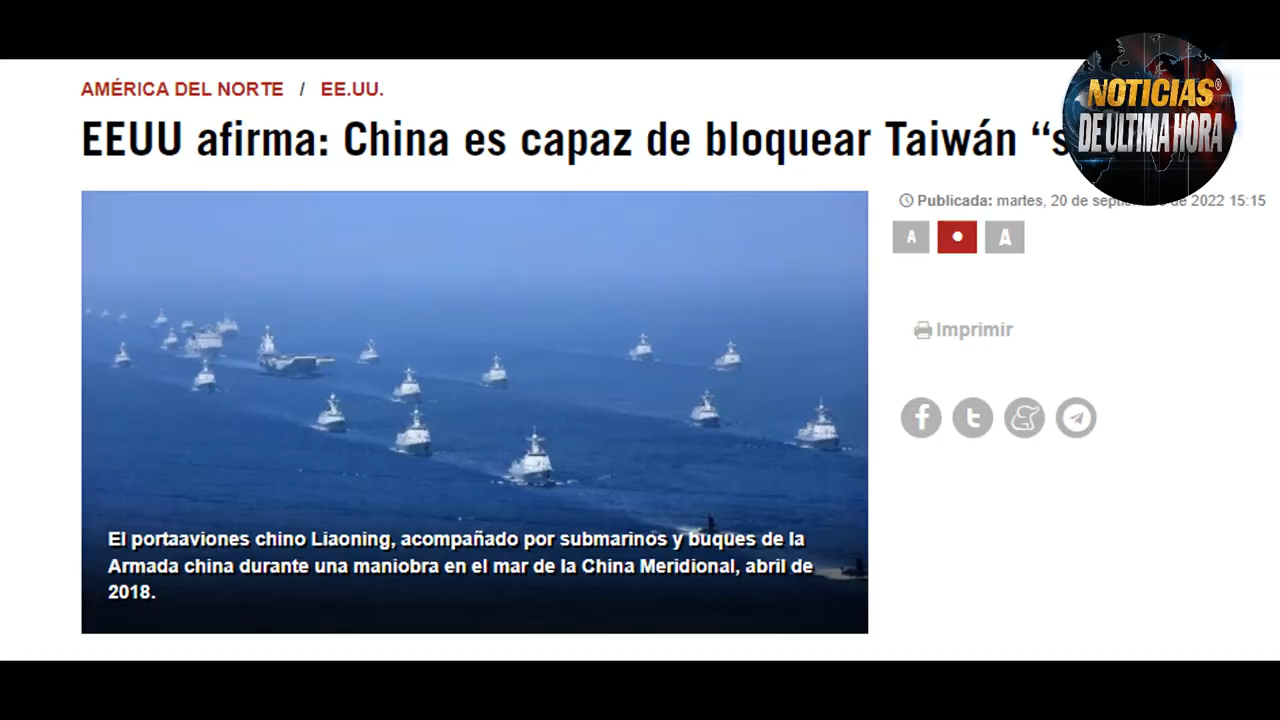 AMÉRICA DEL NORTE / EE.UU.
EEUU afirma: China es capaz de bloquear Taiwán “s
NOTICIAS®
DE ULTIMA HORA
Publicada: martes, 20 de septiembre de 2022 15:15
A A
Imprimir
El portaaviones chino Liaoning, acompañado por submarinos y buques de la
Armada china durante una maniobra en el mar de la China Meridional, abril de
2018.